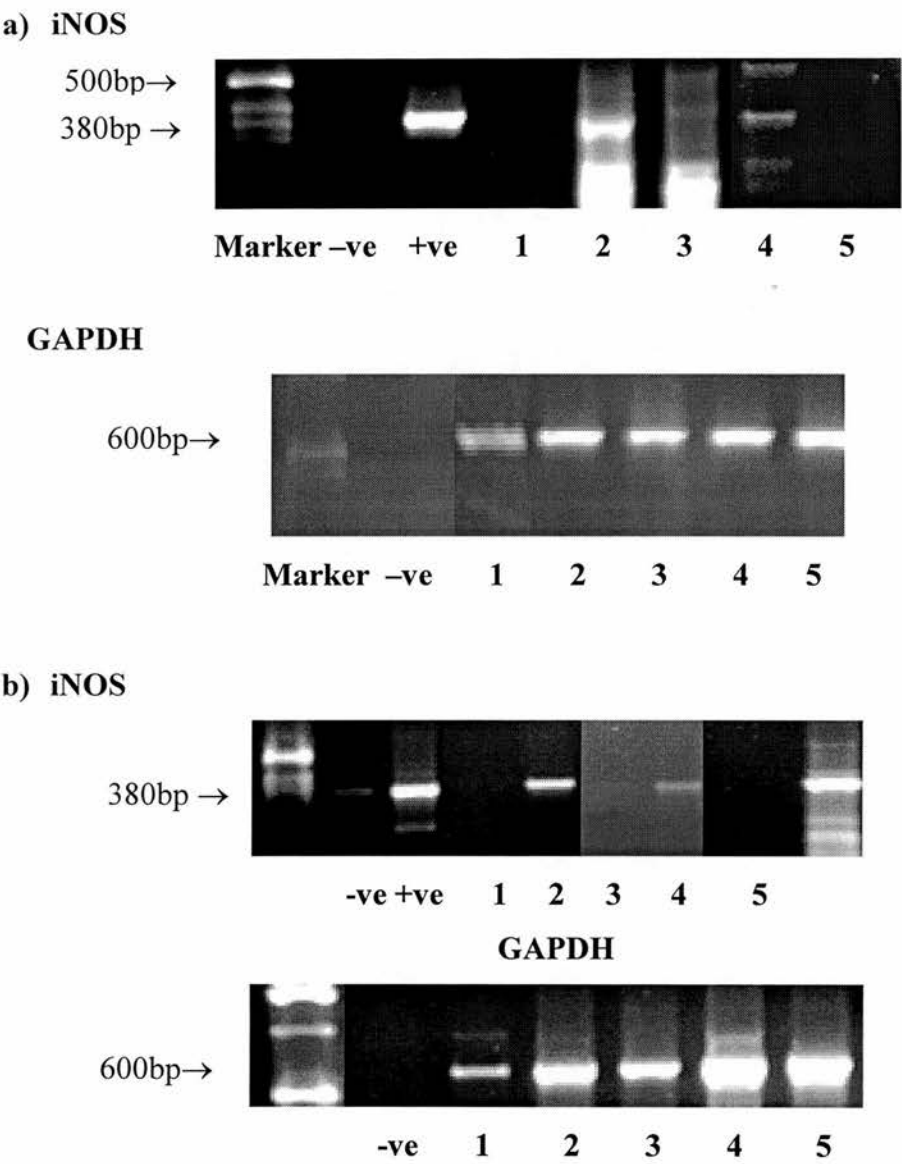 a) iNOS
500bp→
380bp →
Marker –ve +ve 1 2 3 4 5
GAPDH
600bp→
Marker –ve 1 2 3 4 5
b) iNOS
380bp →
-ve +ve 1 2 3 4 5
GAPDH
600bp→
-ve 1 2 3 4 5